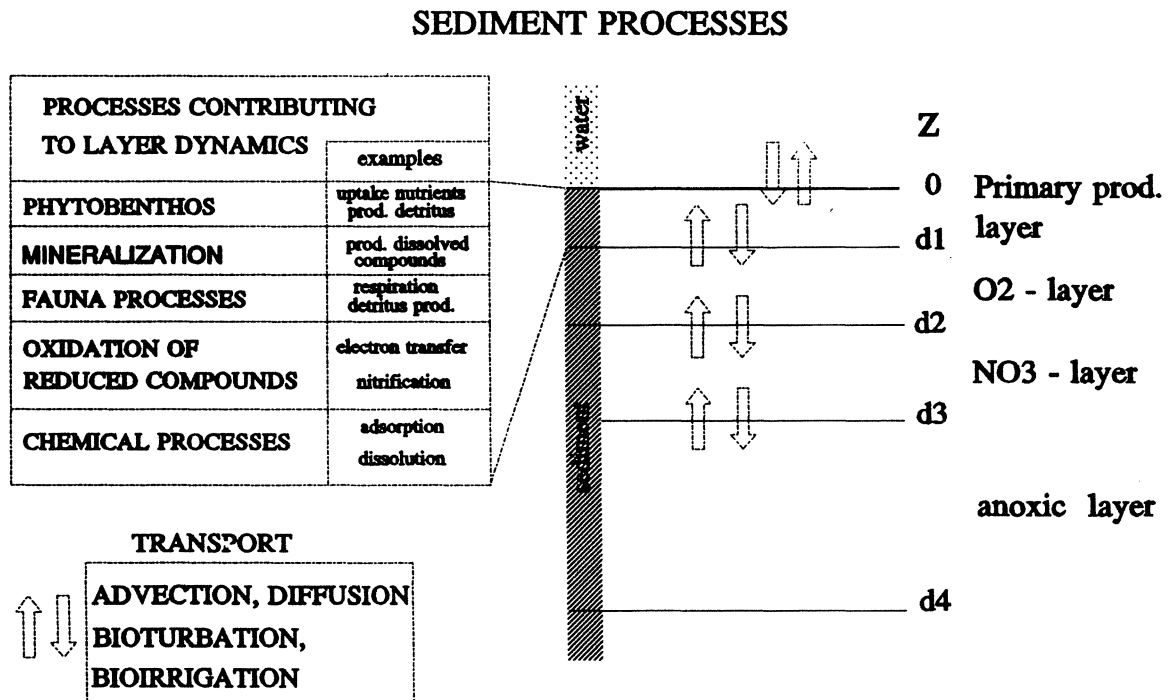 SEDIMENT PROCESSES
PROCESSES CONTRIBUTING
TO LAYER DYNAMICS
examples
PHYTOBENTHOS
uptake nutrients
prod. detritus
MINERALIZATION
prod. dissolved
compounds
FAUNA PROCESSES
respiration
detritus prod.
OXIDATION OF
REDUCED COMPOUNDS
electron transfer
nitrification
CHEMICAL PROCESSES
adsorption
dissolution
TRANSPORT
ADVECTION, DIFFUSION
BIOTURBATION,
BIOIRRIGATION
water
sediment
Z
0
d1
d2
d3
d4
Primary prod.
layer
O2 - layer
NO3 - layer
anoxic layer